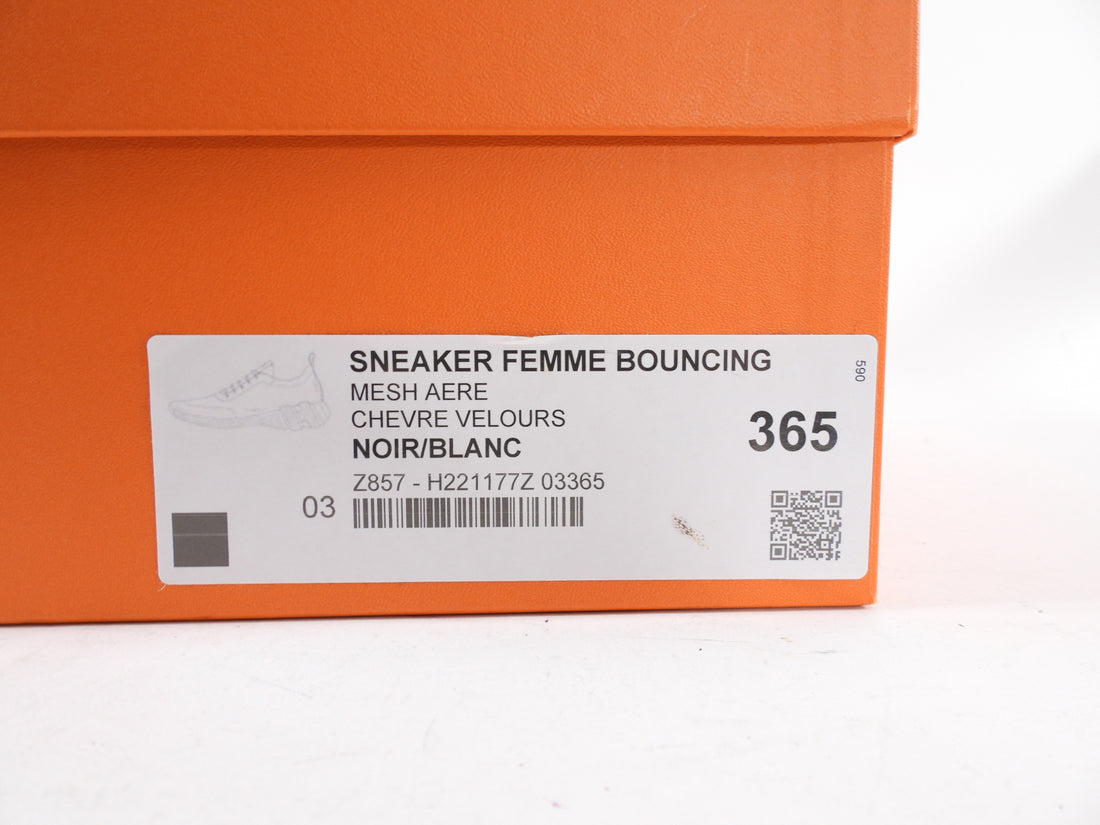 SNEAKER FEMME BOUNCING
MESH AERE
CHEVRE VELOURS
NOIR/BLANC
365
590
Z857 - H221177Z 03365
03